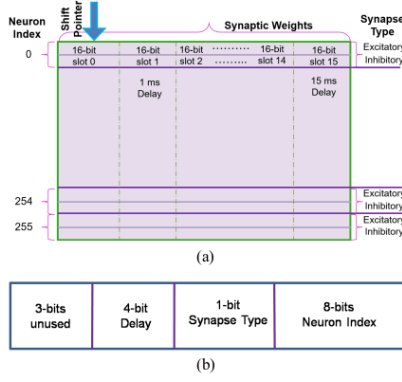 Neuron Index
Shift Pointer
Synaptic Weights
Synapse Type
0
16-bit slot 0
16-bit slot 1
16-bit slot 2
.......... .........
16-bit slot 14
16-bit slot 15
Excitatory
Inhibitory
1 ms Delay
15 ms Delay
254
Excitatory
Inhibitory
255
Excitatory
Inhibitory
(a)
3-bits unused
4-bit Delay
1-bit Synapse Type
8-bits Neuron Index
(b)